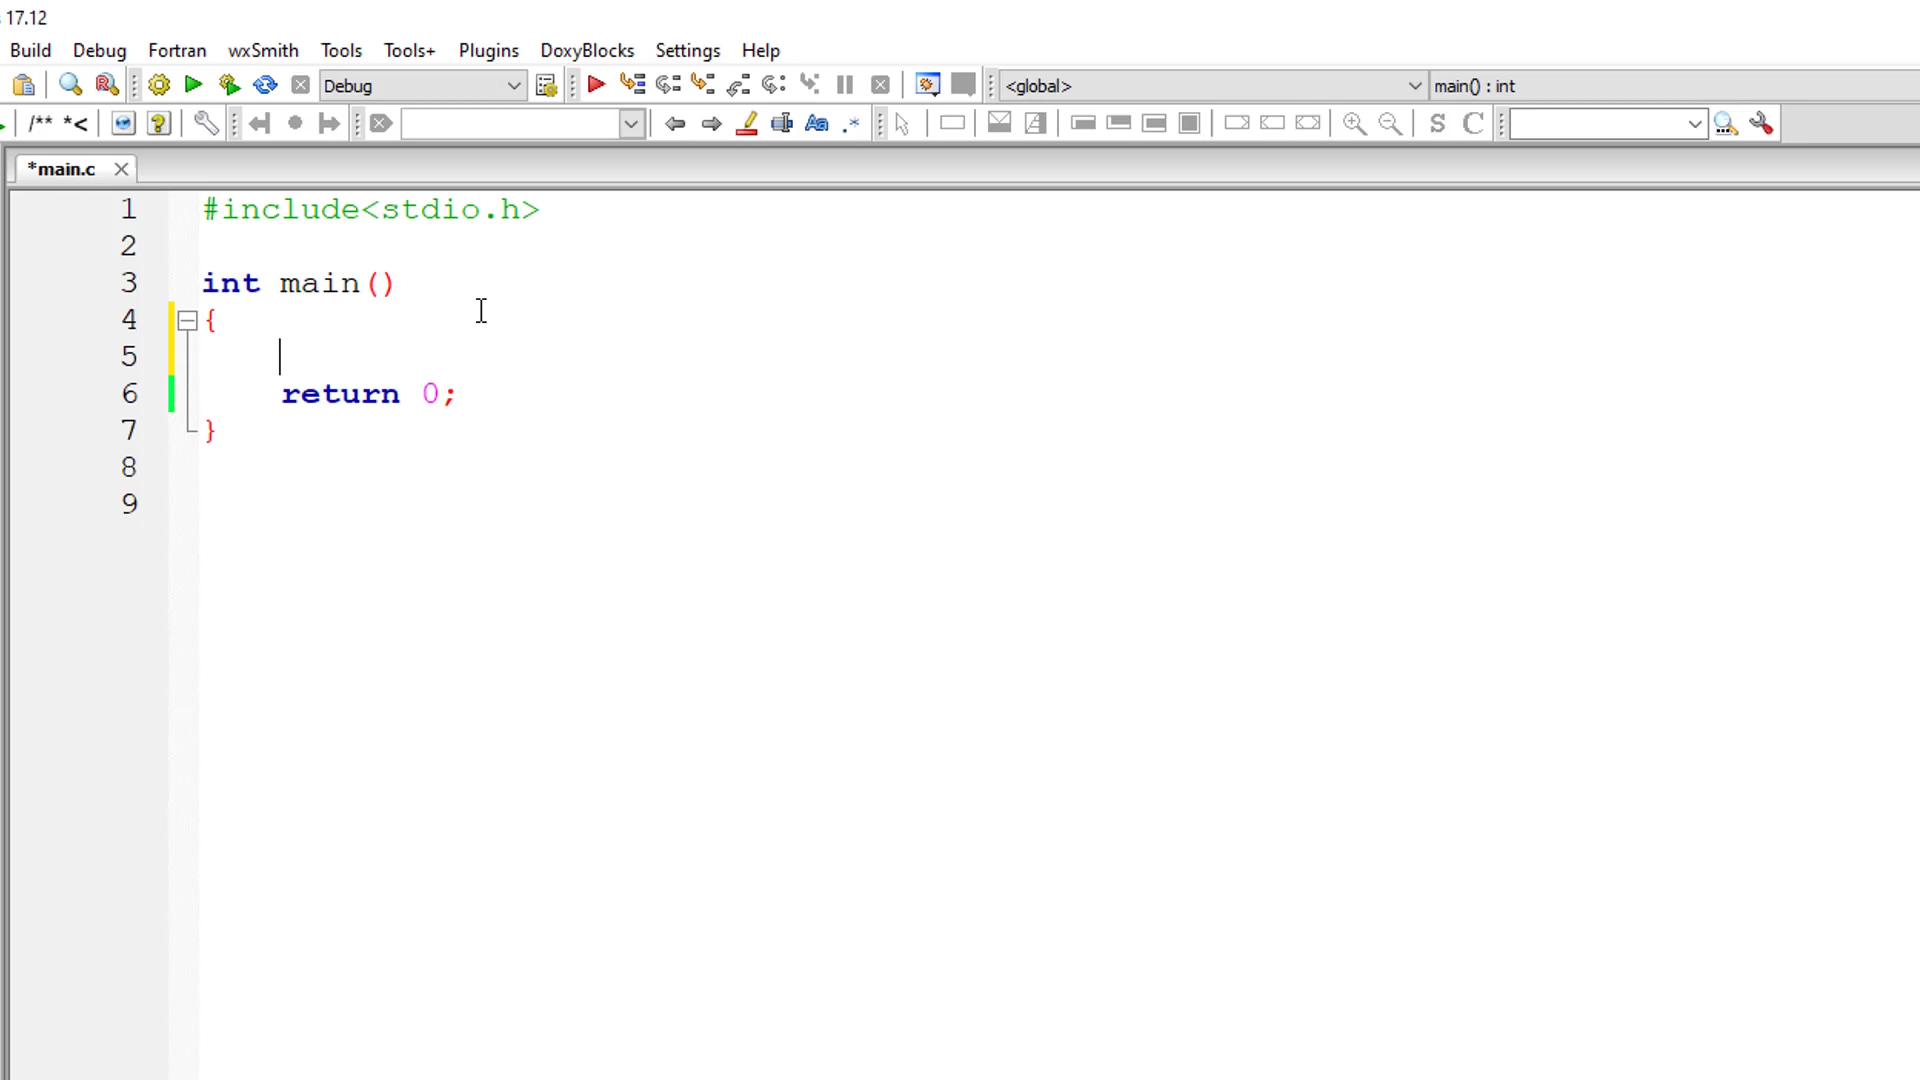 17.12
Build Debug Fortran wxSmith Tools Tools+ Plugins DoxyBlocks Settings Help
Debug <global> main() : int
/** *< Aa .* S C
*main.c
1 #include<stdio.h>
2
3 int main()
4 {
5
6 return 0;
7 }
8
9